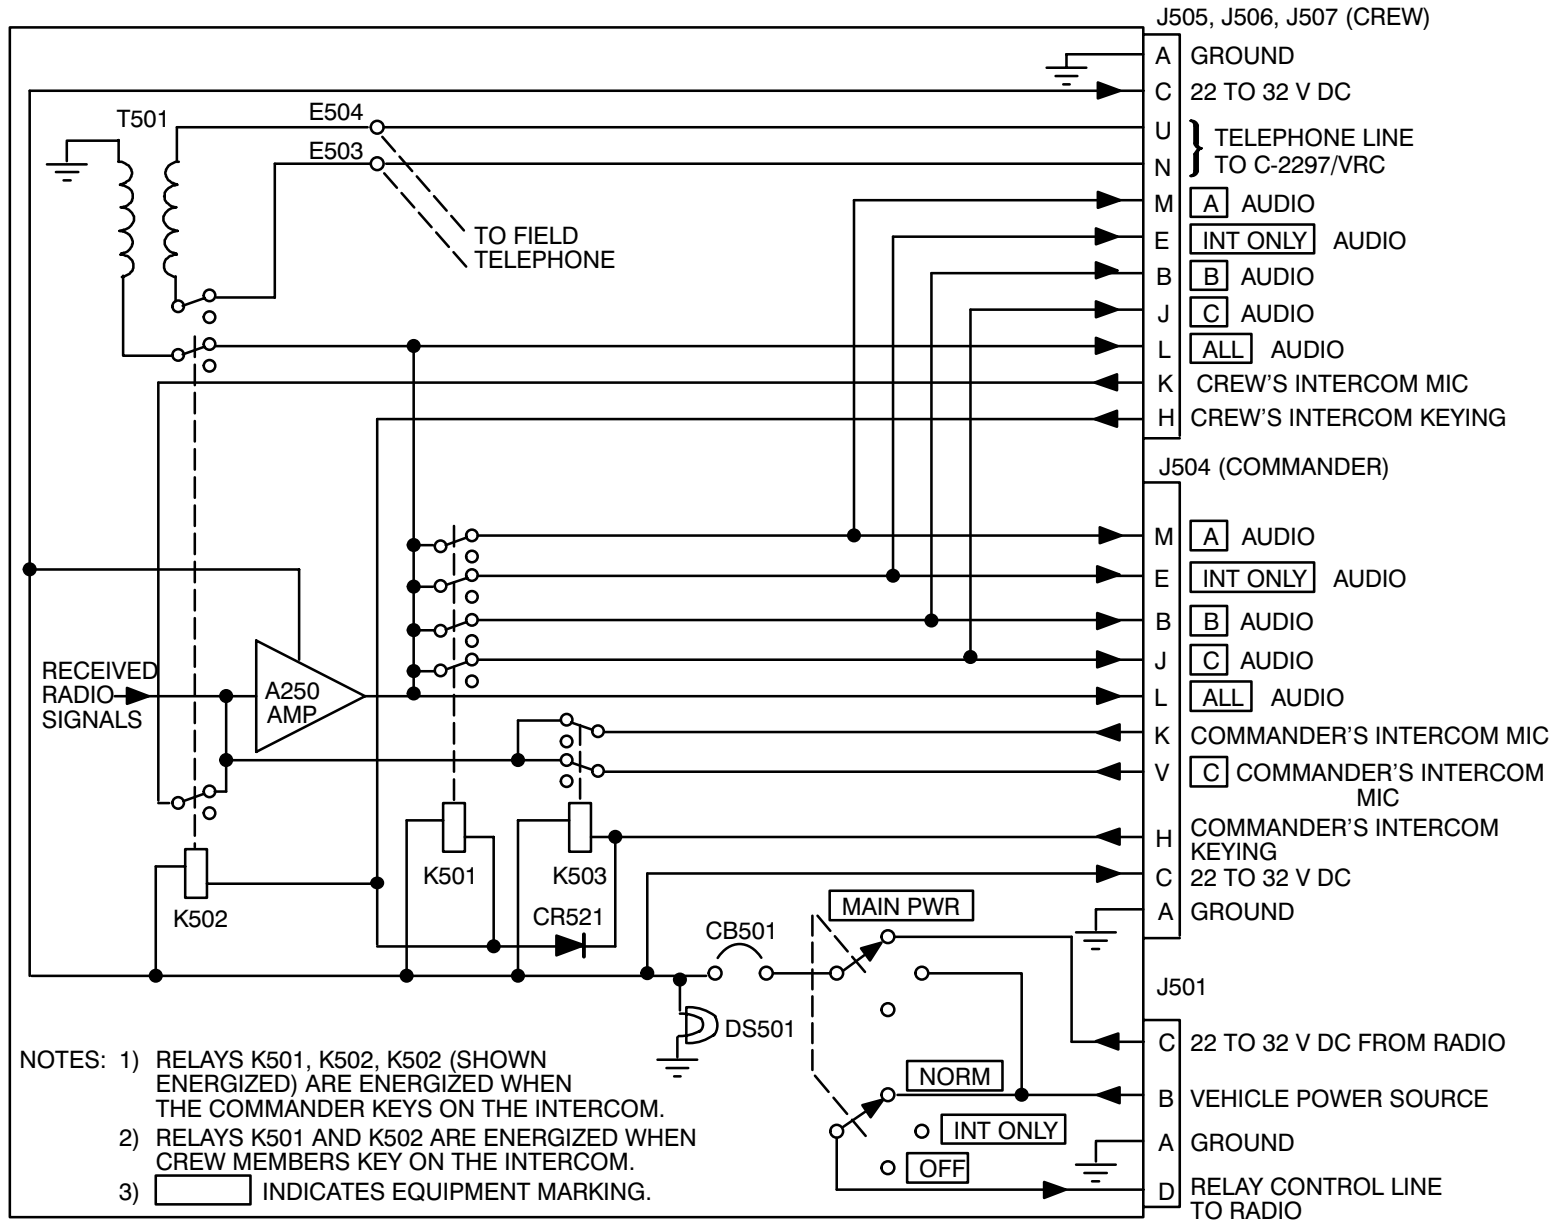 J505, J506, J507 (CREW)
A GROUND
C 22 TO 32 V DC
T501
E504
U
TELEPHONE LINE
E503
N
TO C-2297/VRC
M A AUDIO
TO FIELD
TELEPHONE
E INT ONLY AUDIO
B B AUDIO
J C AUDIO
L ALL AUDIO
K CREW'S INTERCOM MIC
H CREW'S INTERCOM KEYING
J504 (COMMANDER)
M A AUDIO
E INT ONLY AUDIO
B B AUDIO
J C AUDIO
RECEIVED
RADIO
SIGNALS
A250
AMP
L ALL AUDIO
K COMMANDER'S INTERCOM MIC
V C COMMANDER'S INTERCOM
MIC
H COMMANDER'S INTERCOM
KEYING
K501
K503
C 22 TO 32 V DC
K502
CR521
MAIN PWR
A GROUND
CB501
J501
DS501
C 22 TO 32 V DC FROM RADIO
NORM
B VEHICLE POWER SOURCE
INT ONLY
A GROUND
OFF
D RELAY CONTROL LINE
TO RADIO
NOTES: 1) RELAYS K501, K502, K502 (SHOWN
ENERGIZED) ARE ENERGIZED WHEN
THE COMMANDER KEYS ON THE INTERCOM.
2) RELAYS K501 AND K502 ARE ENERGIZED WHEN
CREW MEMBERS KEY ON THE INTERCOM.
3) INDICATES EQUIPMENT MARKING.